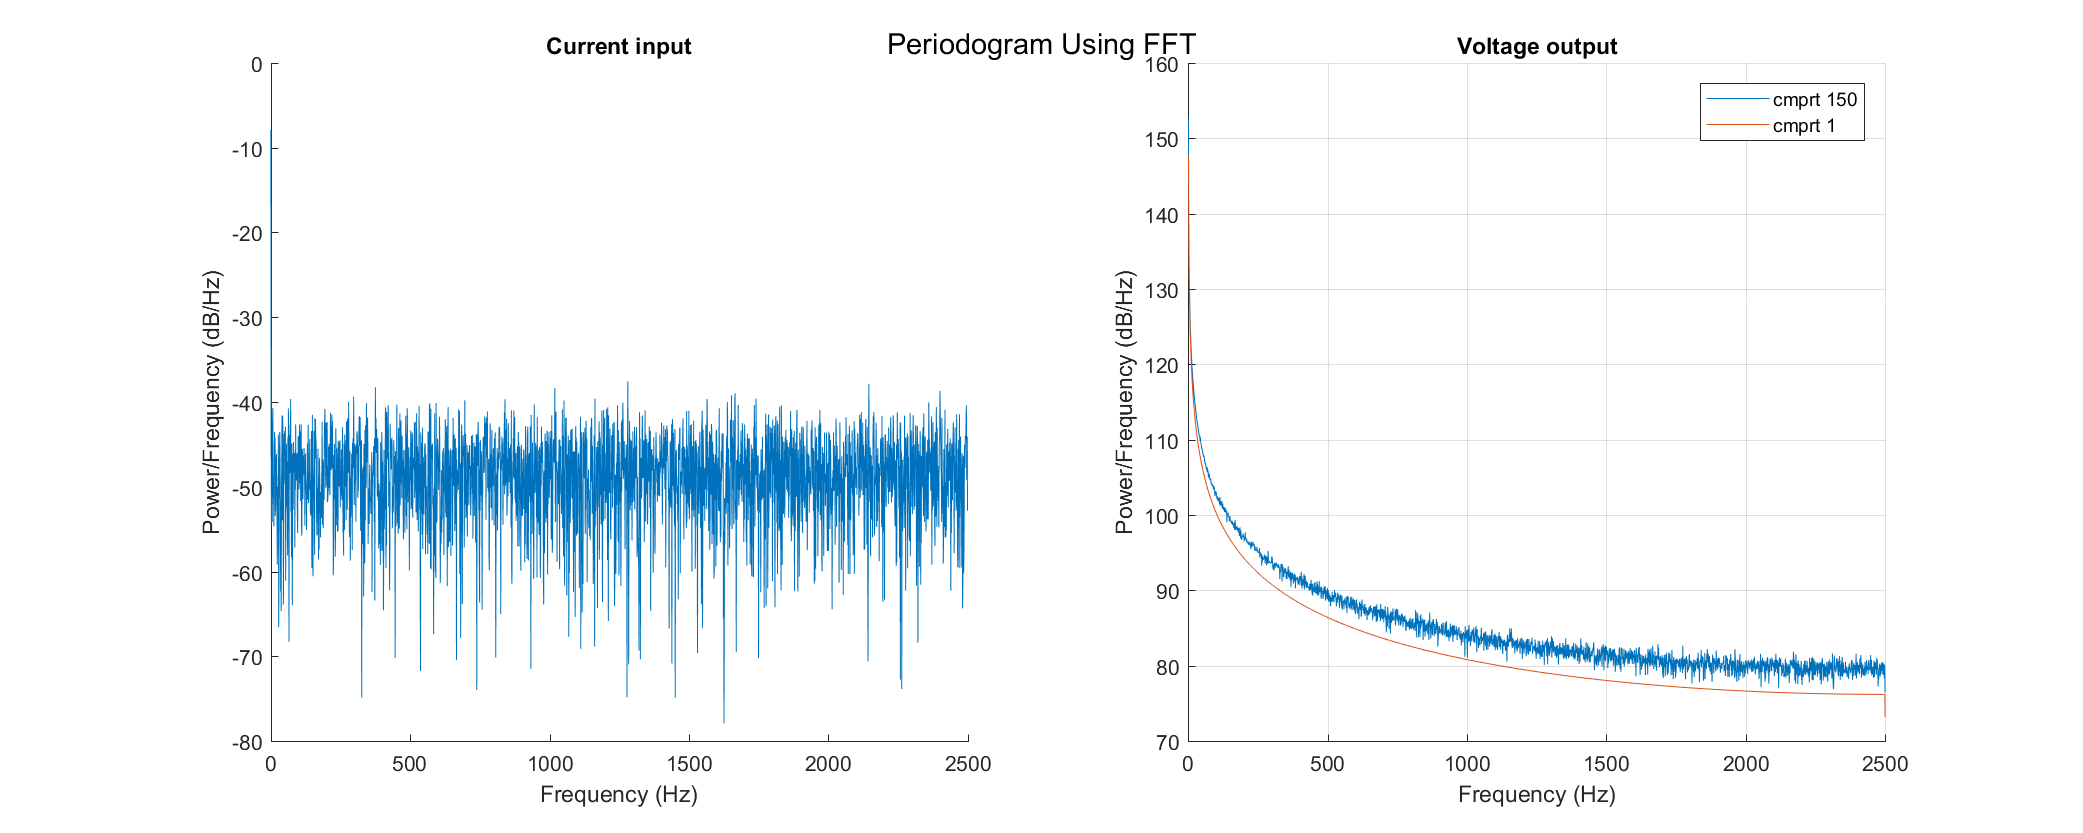 Periodogram Using FFT
Current input
0
-10
-20
-30
-40
-50
-60
-70
-80
Power/Frequency (dB/Hz)
0 500 1000 1500 2000 2500
Frequency (Hz)
Voltage output
160
150
140
130
120
110
100
90
80
70
Power/Frequency (dB/Hz)
0 500 1000 1500 2000 2500
Frequency (Hz)
cmprt 150
cmprt 1